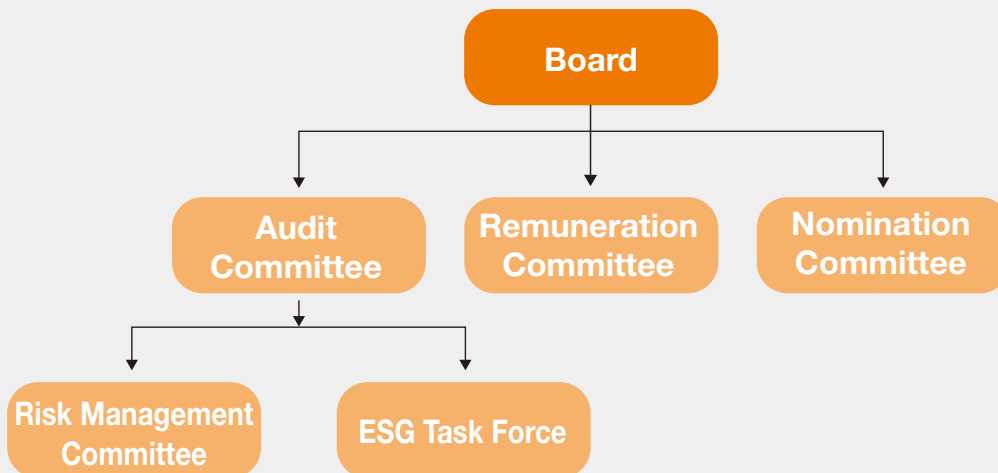 Board
Audit
Committee
Remuneration
Committee
Nomination
Committee
Risk Management
Committee
ESG Task Force